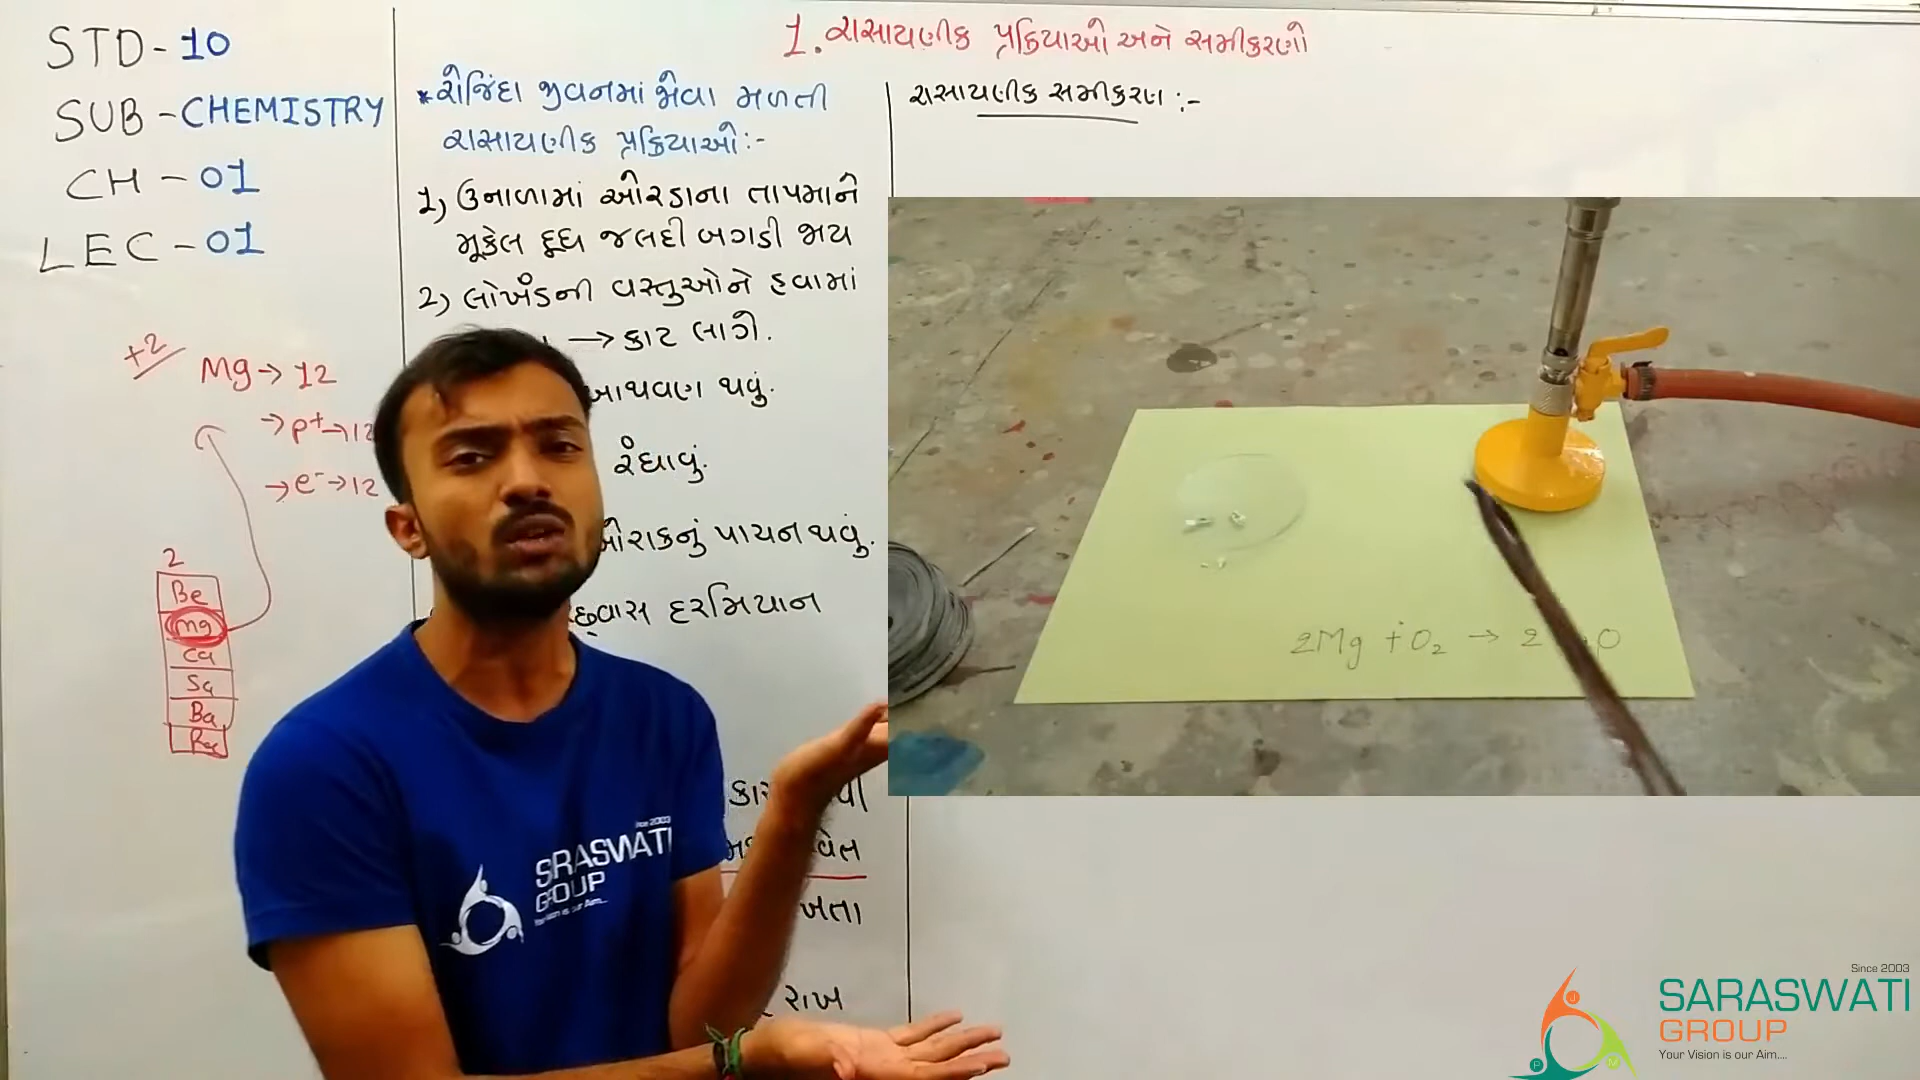 STD-10
SUB-CHEMISTRY
CH-01
LEC-01
+2
Mg→12
→p+→12
→e-→12
2
Be
Mg
Ca
Ba
1. રાસાયણીક પ્રક્રિયાઓ અને સમીકરણો
*રોજિંદા જીવનમાં જોવા મળતી
રાસાયણીક પ્રક્રિયાઓ:-
1) ઉનાળામાં ઓરડાના તાપમાને
મૂકેલ દૂધ જલદી બગડી જાય
2) લોખંડની વસ્તુઓને હવામાં
→કાટ લાગે.
આથવણ થવું.
રંધાવું.
પાચન થવું.
દરમિયાન
રાખ
રાસાયણીક સમીકરણ:-
2Mg + O2 → 2
SARASWATI
GROUP
Since 2003
SARASWATI
GROUP
Your Vision is our Aim....
P
M